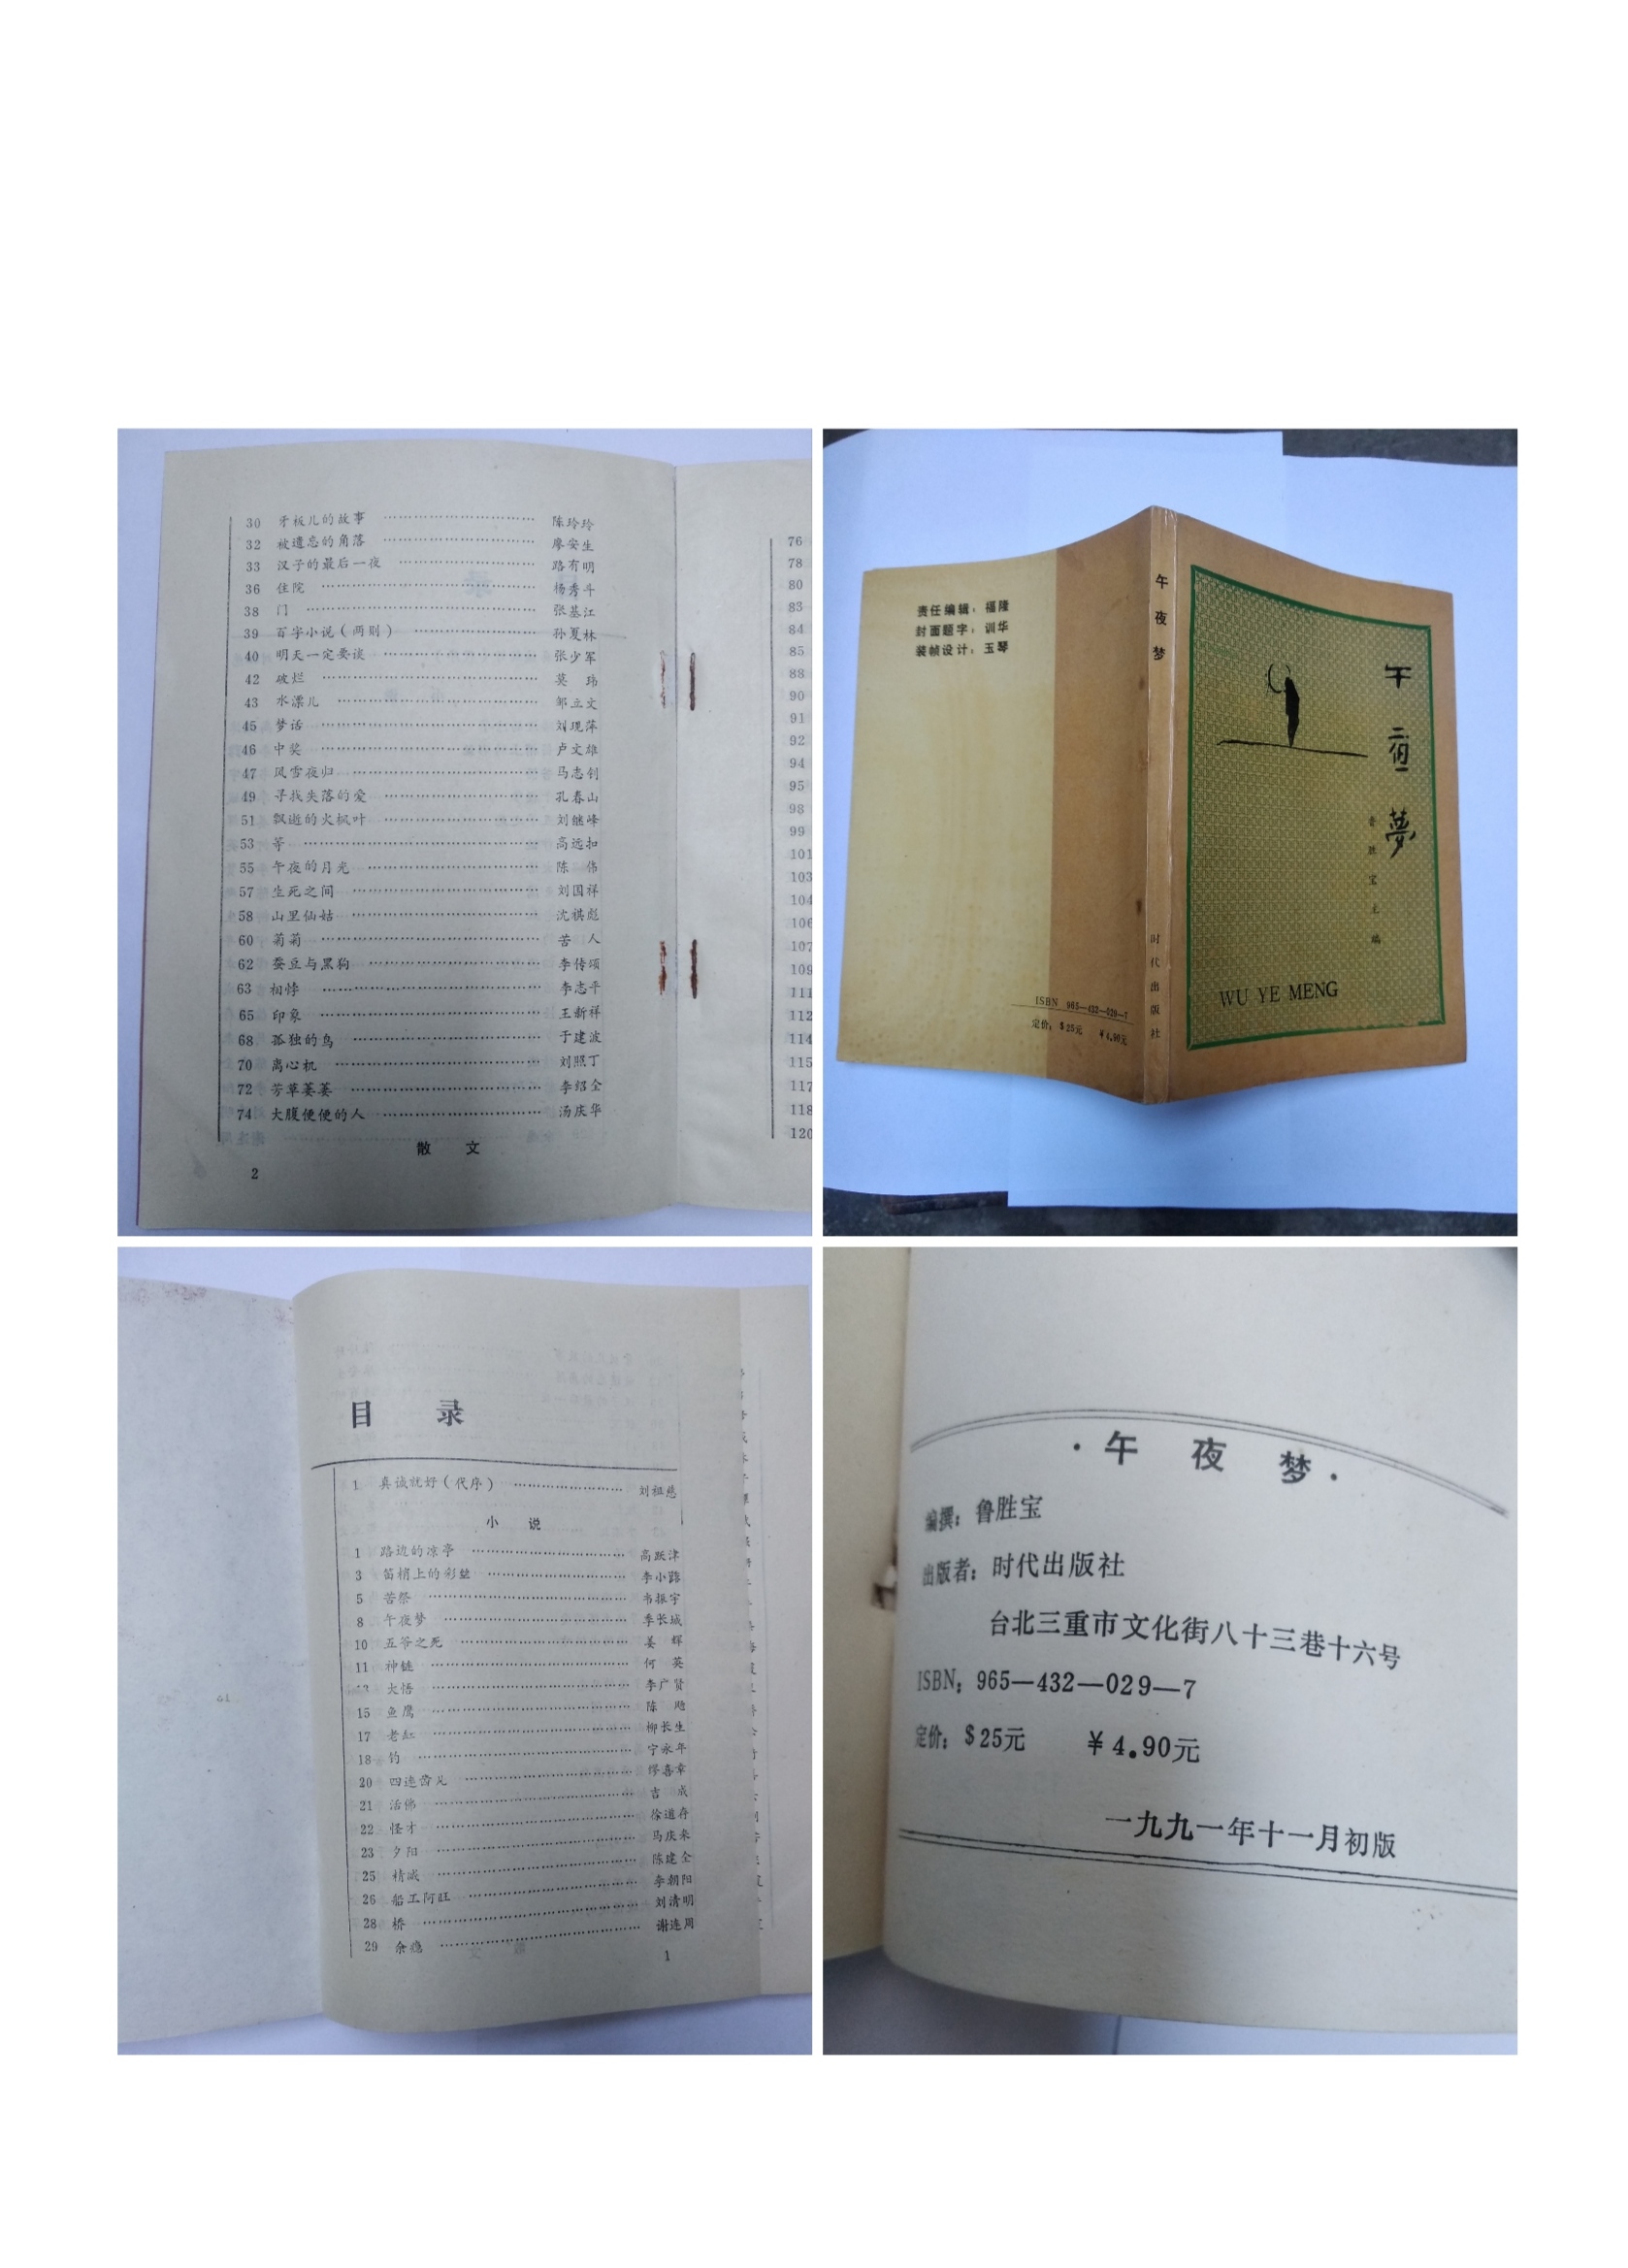 30 牙板儿的故事 ………… 陈玲玲
32 被遗忘的角落 ………… 廖安生
33 汉子的最后一夜 ………… 路有明
36 住院 ………… 杨秀斗
38 门 ………… 张基江
39 百字小说(两则) ………… 孙夏林
40 明天一定要谈 ………… 张少军
42 破烂 ………… 莫 玮
43 水漂儿 ………… 邹立文
45 梦话 ………… 刘现萍
46 中奖 ………… 卢文雄
47 风雪夜归 ………… 马志钊
49 寻找失落的爱 ………… 孔春山
51 飘逝的火枫叶 ………… 刘继峰
53 等 ………… 高远扣
55 午夜的月光 ………… 陈 伟
57 生死之间 ………… 刘国祥
58 山里仙姑 ………… 沈祺彪
60 菊菊 ………… 苦 人
62 蚕豆与黑狗 ………… 李传颂
63 相悖 ………… 李志平
65 印象 ………… 王新祥
68 孤独的鸟 ………… 于建波
70 离心机 ………… 刘照丁
72 芳草萋萋 ………… 李绍全
74 大腹便便的人 ………… 汤庆华
散 文
2
76
78
80
83
84
85
88
90
91
92
94
95
98
99
101
103
104
106
107
109
111
112
114
115
117
118
120
责任编辑：福隆
封面题字：训华
装帧设计：玉琴
ISBN 965—432—029—7
定价：$25元 ￥4.90元
午夜梦
时代出版社
午夜夢
鲁胜宝主编
WU YE MENG
目 录
1 真诚就好(代序) ………… 刘祖慈
小 说
1 路边的凉亭 ………… 高跃津
3 笛梢上的彩丝 ………… 李小
5 苦祭 ………… 韦振宇
8 午夜梦 ………… 季长城
10 五爷之死 ………… 姜 辉
11 神链 ………… 何 英
大悟 ………… 李广贤
15 鱼鹰 ………… 陈 飑
17 老缸 ………… 柳长生
18 钓 ………… 宁永年
20 四连苘儿 ………… 缪喜章
21 活佛 ………… 吉 成
22 怪才 ………… 徐道存
23 夕阳 ………… 马庆来
25 精减 ………… 陈建全
26 船工阿旺 ………… 李朝阳
28 桥 ………… 刘清明
29 余瘾 ………… 谢连周
1
·午 夜 梦·
编撰：鲁胜宝
出版者：时代出版社
台北三重市文化街八十三巷十六号
ISBN：965—432—029—7
定价：$25元 ￥4.90元
一九九一年十一月初版